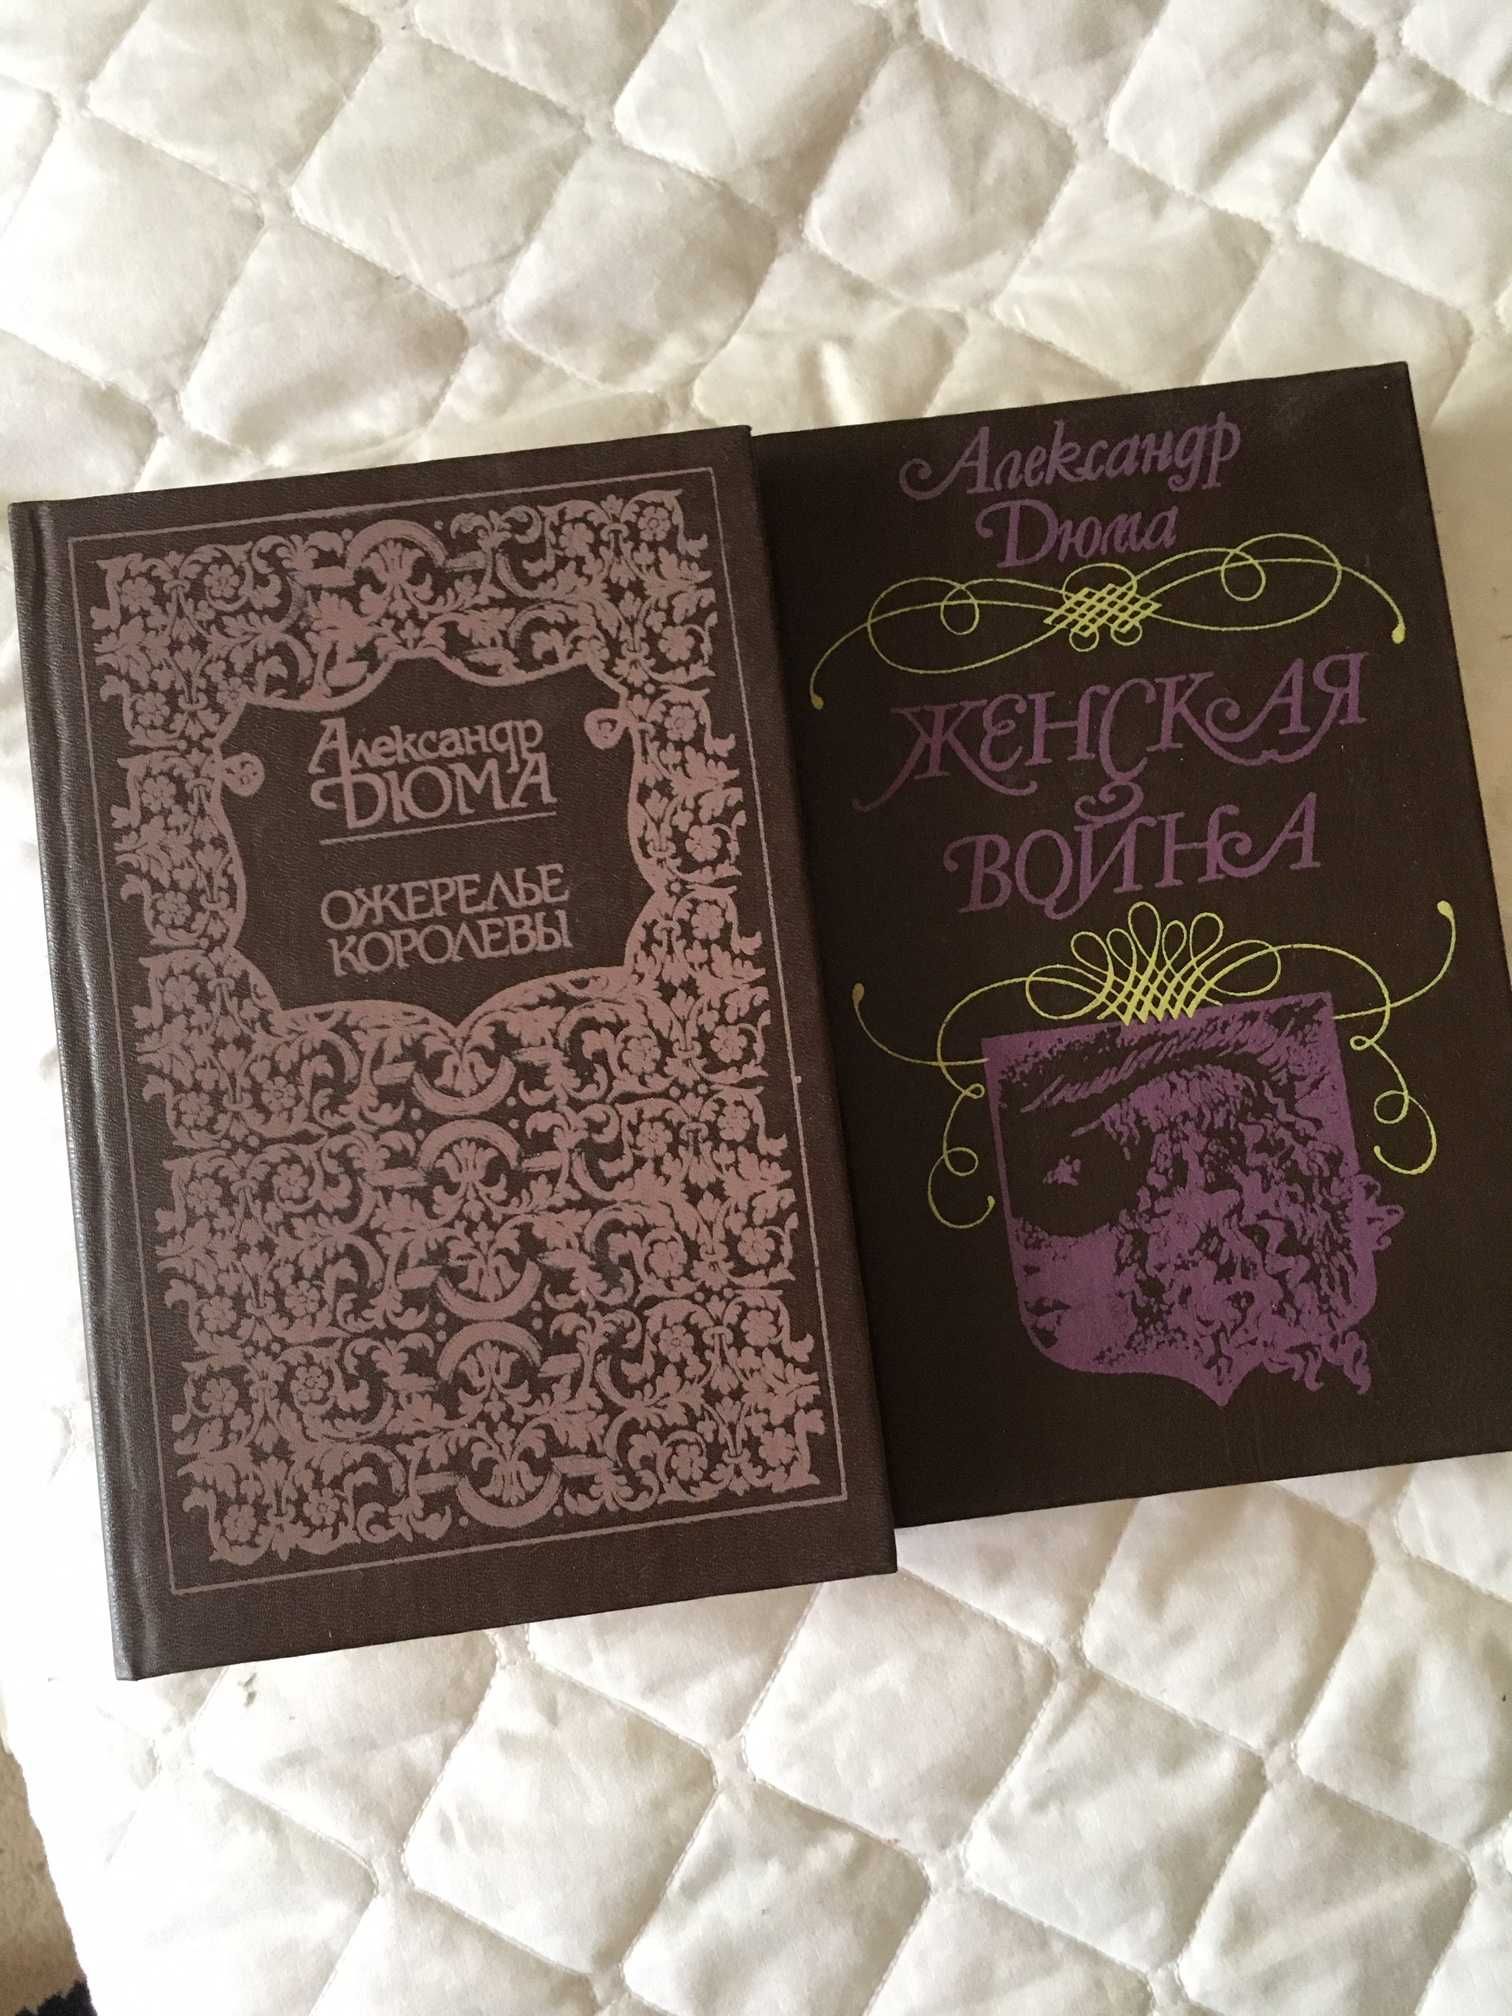 Александр
ДЮМА
ОЖЕРЕЛЬЕ
КОРОЛЕВЫ
Александр
Дюма
ЖЕНСКАЯ
ВОЙНА